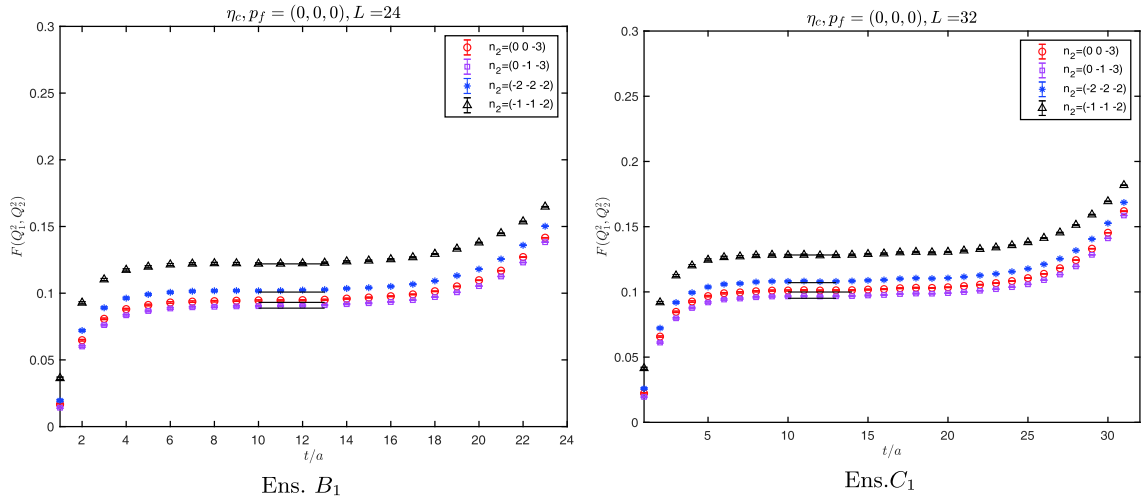 η_c, p_f = (0, 0, 0), L =24
0.3
0.25
0.2
0.15
0.1
0.05
0
F(Q_1^2, Q_2^2)
n_2=(0 0 -3)
n_2=(0 -1 -3)
n_2=(-2 -2 -2)
n_2=(-1 -1 -2)
2 4 6 8 10 12 14 16 18 20 22 24
t/a
Ens. B_1
η_c, p_f = (0, 0, 0), L =32
0.3
0.25
0.2
0.15
0.1
0.05
0
F(Q_1^2, Q_2^2)
n_2=(0 0 -3)
n_2=(0 -1 -3)
n_2=(-2 -2 -2)
n_2=(-1 -1 -2)
5 10 15 20 25 30
t/a
Ens.C_1